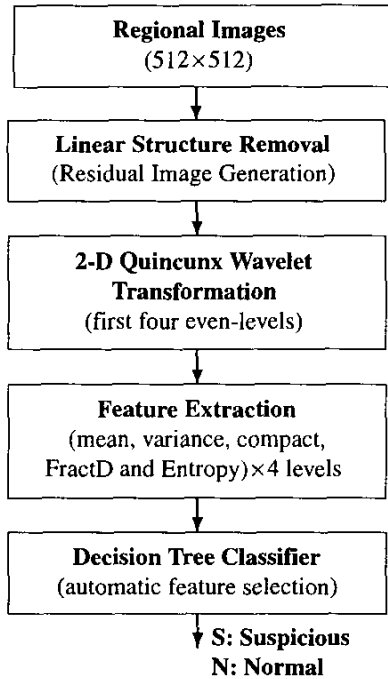 Regional Images
(512×512)
Linear Structure Removal
(Residual Image Generation)
2-D Quincunx Wavelet
Transformation
(first four even-levels)
Feature Extraction
(mean, variance, compact,
FractD and Entropy)×4 levels
Decision Tree Classifier
(automatic feature selection)
S: Suspicious
N: Normal